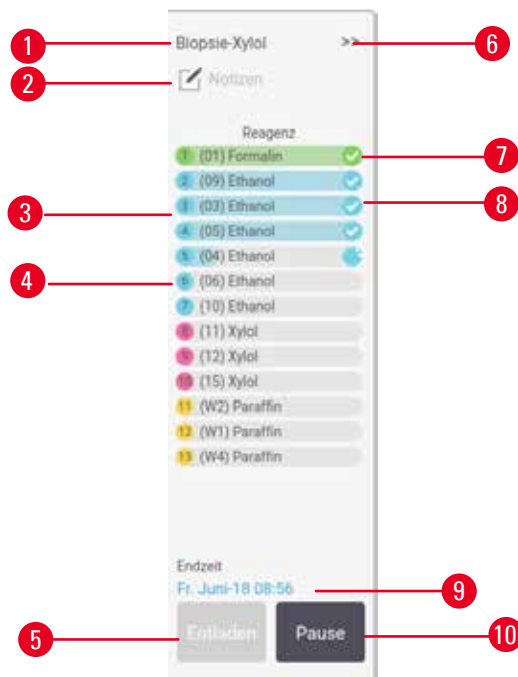 1 Biopsie-Xylol >> 6
2 Notizen
Reagenz
1 (01) Formalin 7
2 (09) Ethanol
3 3 (03) Ethanol 8
4 (05) Ethanol
5 (04) Ethanol
4 6 (06) Ethanol
7 (10) Ethanol
8 (11) Xylol
9 (12) Xylol
10 (15) Xylol
11 (W2) Paraffin
12 (W1) Paraffin
13 (W4) Paraffin
Endzeit
Fr. Juni-18 08:56 9
5 Entladen Pause 10